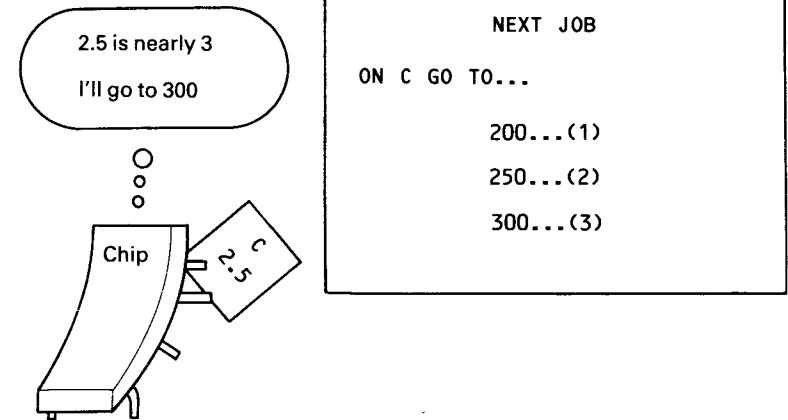 2.5 is nearly 3
I'll go to 300
Chip
C
2.5
NEXT JOB
ON C GO TO...
200...(1)
250...(2)
300...(3)